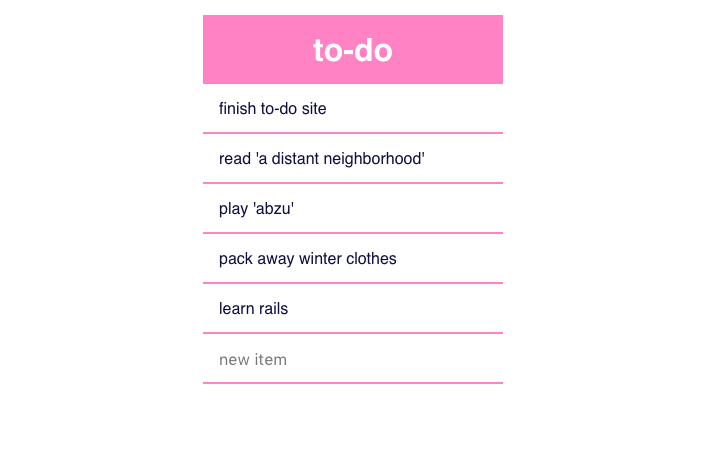 to-do
finish to-do site
read 'a distant neighborhood'
play 'abzu'
pack away winter clothes
learn rails
new item